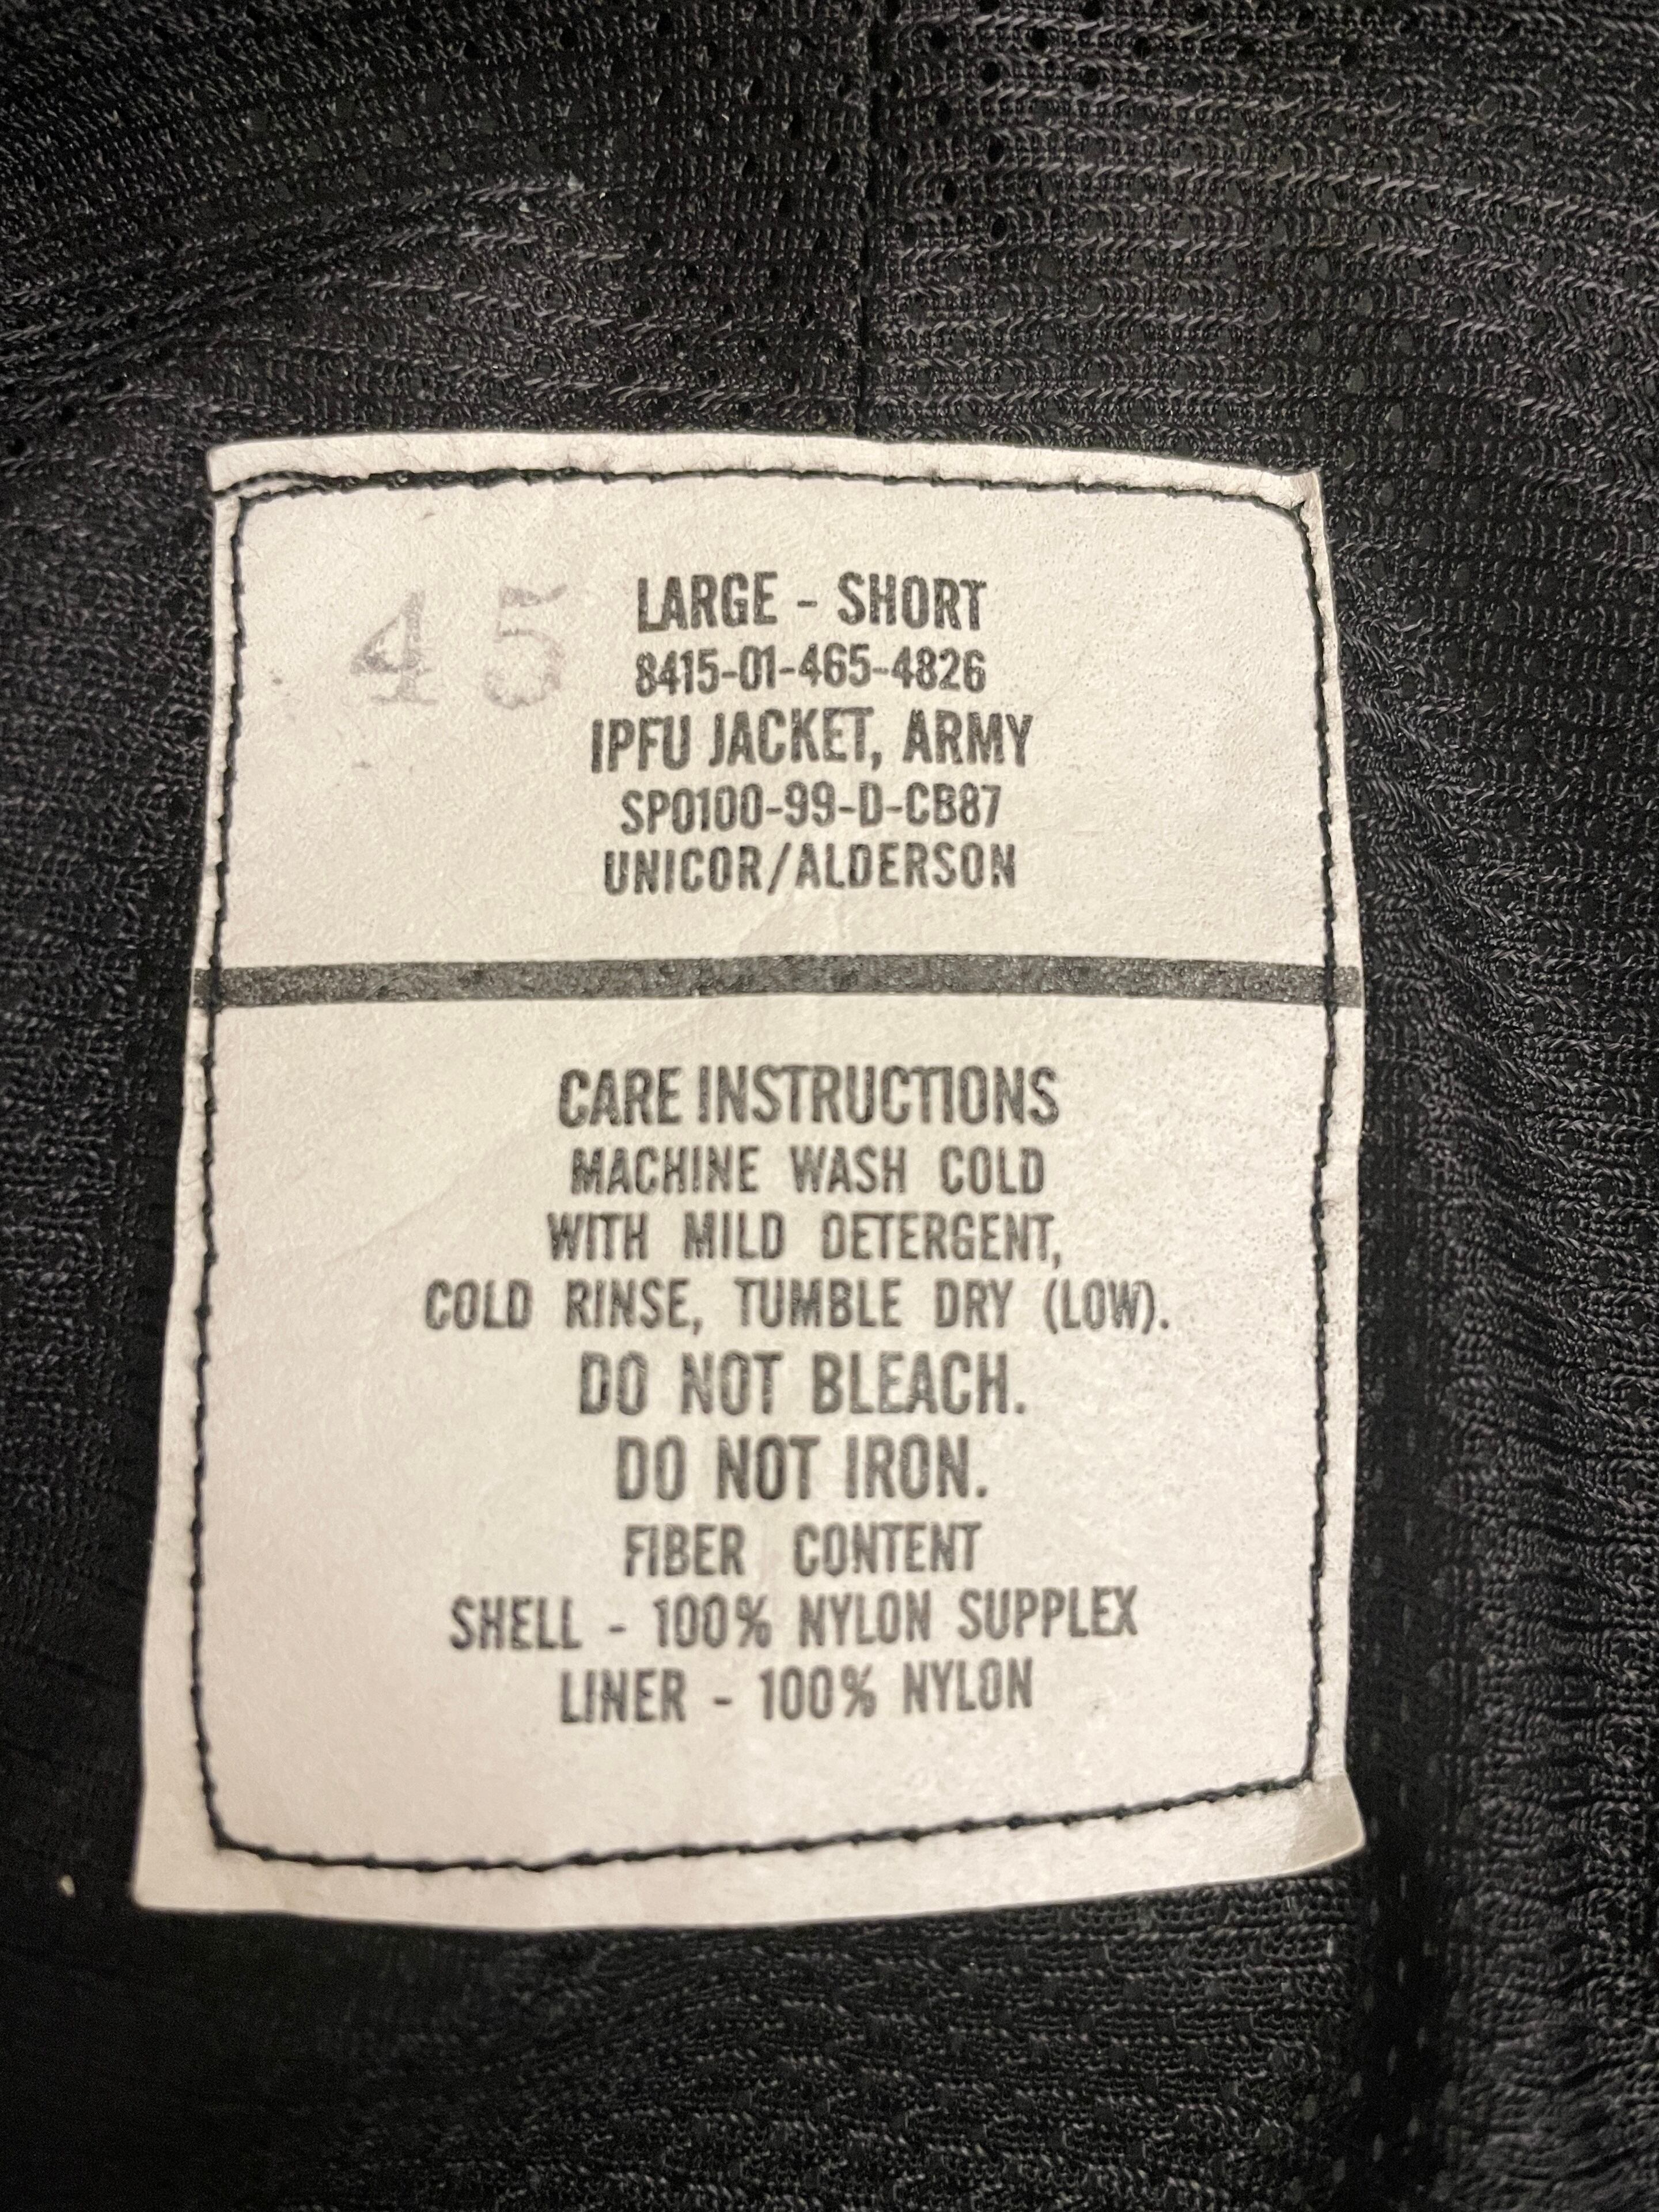 45
LARGE - SHORT
8415-01-465-4826
IPFU JACKET, ARMY
SP0100-99-D-CB87
UNICOR/ALDERSON
CARE INSTRUCTIONS
MACHINE WASH COLD
WITH MILD DETERGENT,
COLD RINSE, TUMBLE DRY (LOW).
DO NOT BLEACH.
DO NOT IRON.
FIBER CONTENT
SHELL - 100% NYLON SUPPLEX
LINER - 100% NYLON